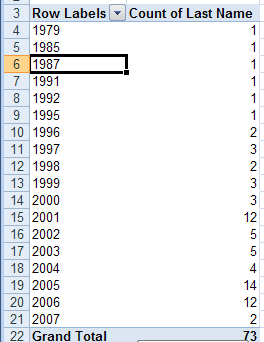 3 Row Labels Count of Last Name
4 1979 1
5 1985 1
6 1987 1
7 1991 1
8 1992 1
9 1995 1
10 1996 2
11 1997 3
12 1998 2
13 1999 3
14 2000 3
15 2001 12
16 2002 5
17 2003 5
18 2004 4
19 2005 14
20 2006 12
21 2007 2
22 Grand Total 73